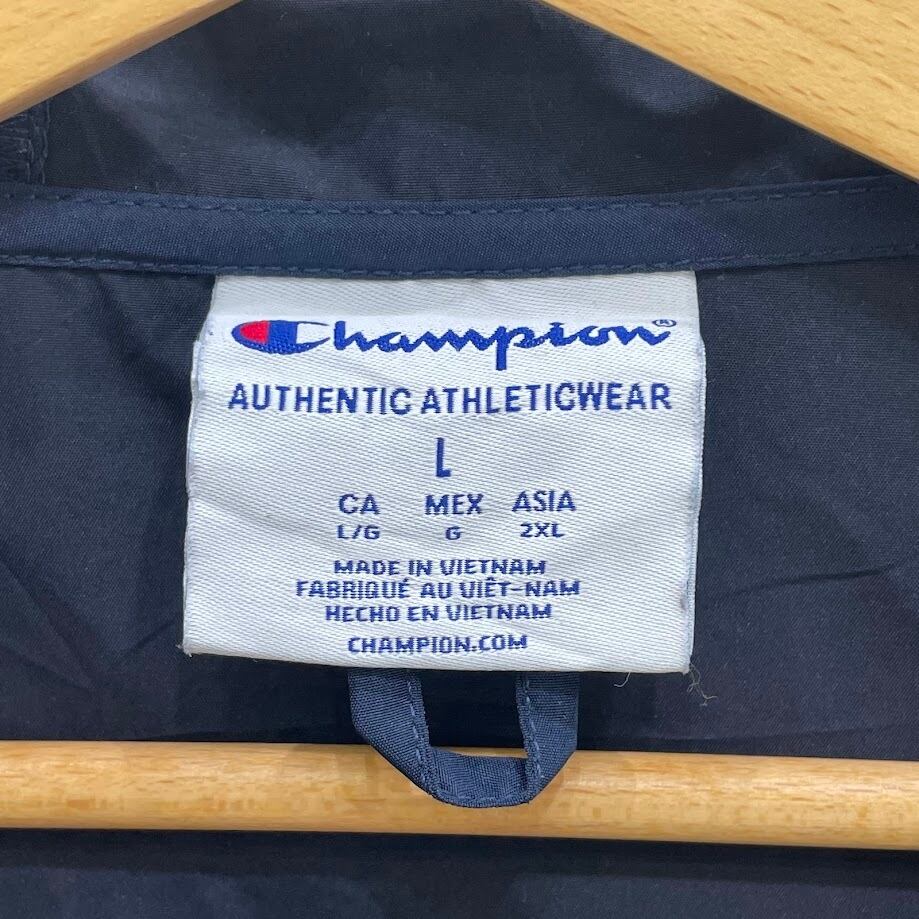 Champion®
AUTHENTIC ATHLETICWEAR
L
CA MEX ASIA
L/G G 2XL
MADE IN VIETNAM
FABRIQUÉ AU VIÊT-NAM
HECHO EN VIETNAM
CHAMPION.COM